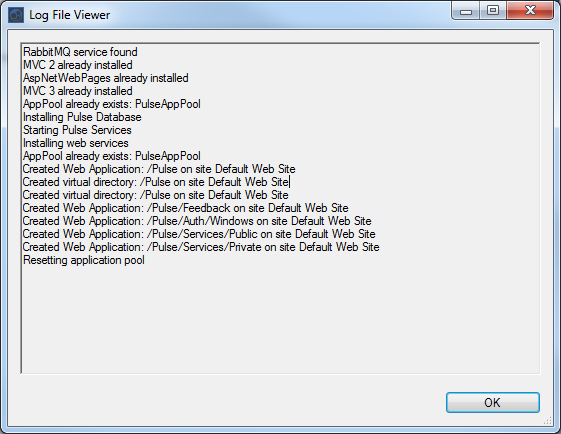 Log File Viewer
RabbitMQ service found
MVC 2 already installed
AspNetWebPages already installed
MVC 3 already installed
AppPool already exists: PulseAppPool
Installing Pulse Database
Starting Pulse Services
Installing web services
AppPool already exists: PulseAppPool
Created Web Application: /Pulse on site Default Web Site
Created virtual directory: /Pulse on site Default Web Site
Created virtual directory: /Pulse on site Default Web Site
Created Web Application: /Pulse/Feedback on site Default Web Site
Created Web Application: /Pulse/Auth/Windows on site Default Web Site
Created Web Application: /Pulse/Services/Public on site Default Web Site
Created Web Application: /Pulse/Services/Private on site Default Web Site
Resetting application pool
OK